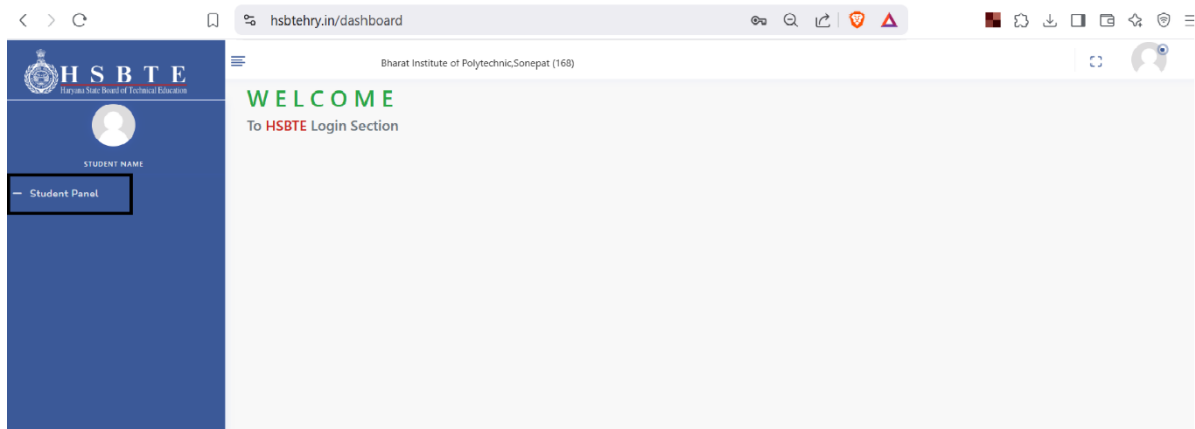 hsbtehry.in/dashboard
H S B T E
Haryana State Board of Technical Education
Bharat Institute of Polytechnic,Sonepat (168)
WELCOME
To HSBTE Login Section
STUDENT NAME
Student Panel